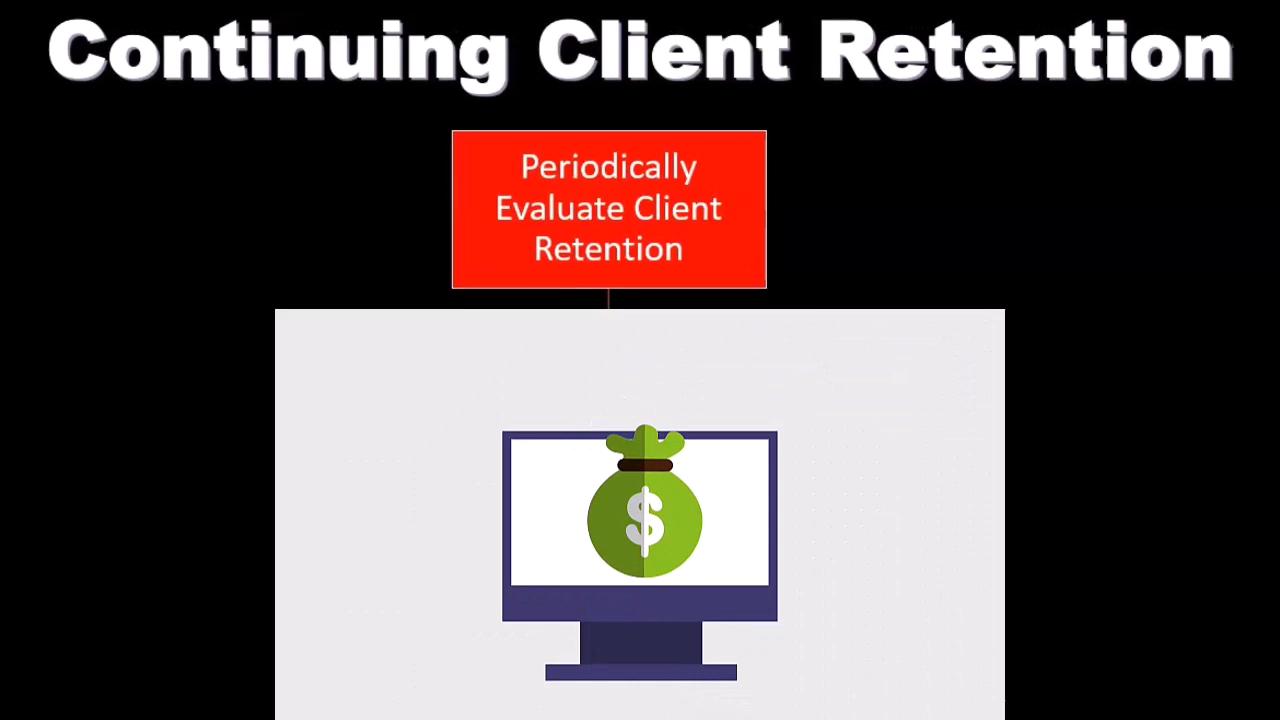 Continuing Client Retention
Periodically
Evaluate Client
Retention
$